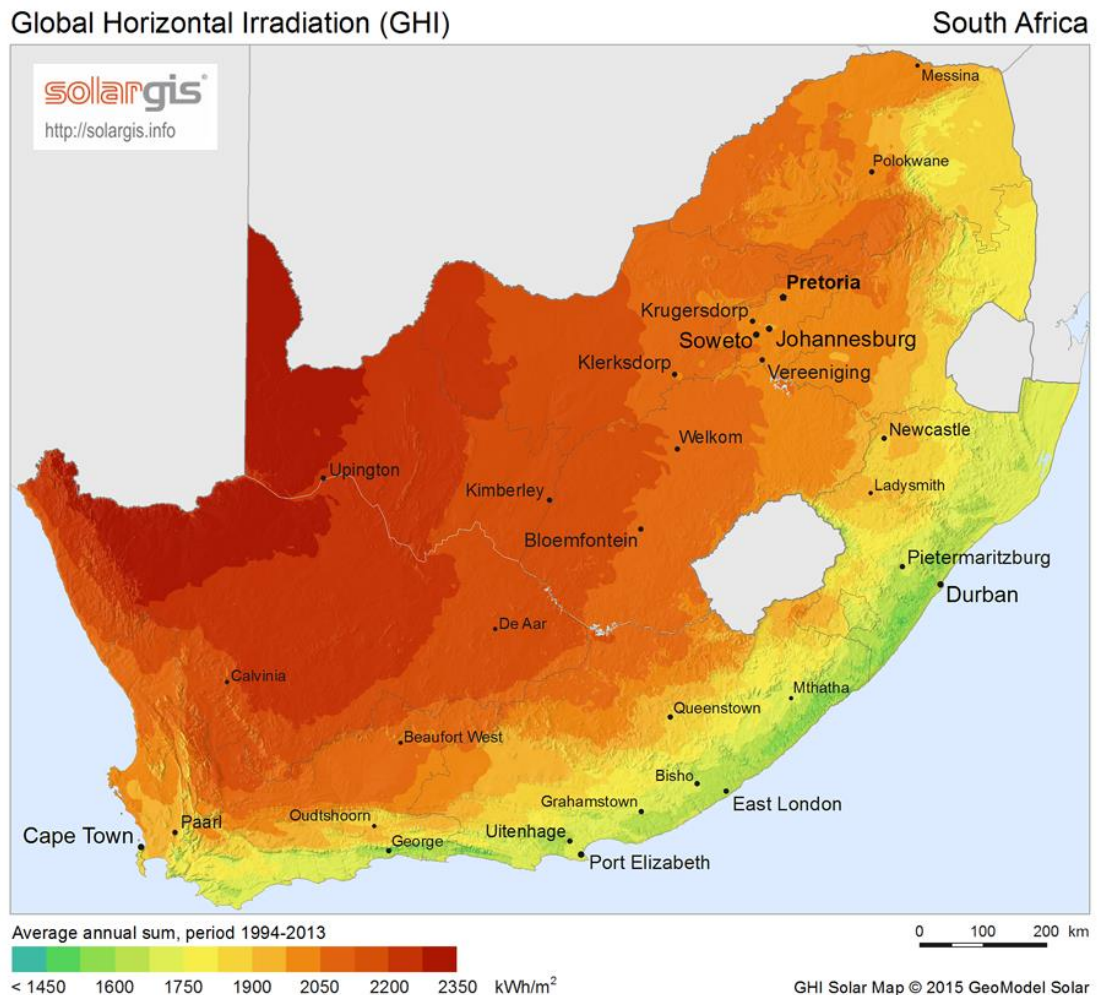 Global Horizontal Irradiation (GHI)
South Africa
solargis®
http://solargis.info
Messina
Polokwane
Pretoria
Krugersdorp
Soweto
Johannesburg
Klerksdorp
Vereeniging
Welkom
Newcastle
Upington
Kimberley
Ladysmith
Bloemfontein
Pietermaritzburg
Durban
De Aar
Calvinia
Mthatha
Queenstown
Beaufort West
Bisho
Grahamstown
East London
Oudtshoorn
Paarl
Cape Town
George
Uitenhage
Port Elizabeth
Average annual sum, period 1994-2013
0 100 200 km
< 1450 1600 1750 1900 2050 2200 2350 kWh/m²
GHI Solar Map © 2015 GeoModel Solar